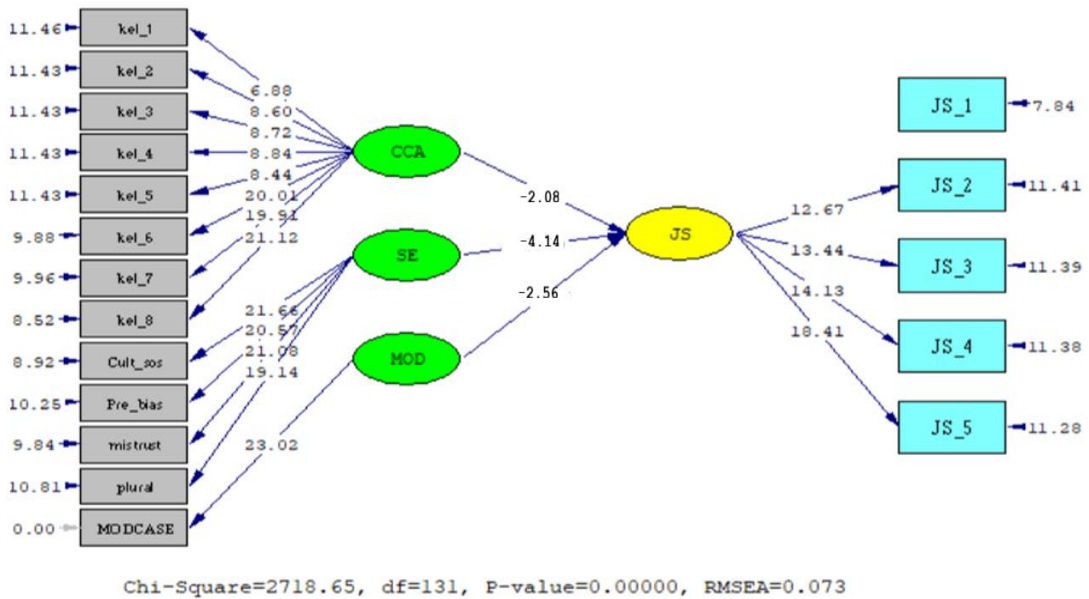 11.46 kel_1
11.43 kel_2
11.43 kel_3
11.43 kel_4
11.43 kel_5
9.88 kel_6
9.96 kel_7
8.52 kel_8
8.92 Cult_sos
10.25 Pre_bias
9.84 mistrust
10.81 plural
0.00 MODCASE
6.88
8.60
8.72
8.84
8.44
20.01
19.91
21.12
21.66
20.57
21.08
19.14
23.02
CCA
SE
MOD
-2.08
-4.14
-2.56
JS
12.67
13.44
14.13
18.41
JS_1 7.84
JS_2 11.41
JS_3 11.39
JS_4 11.38
JS_5 11.28
Chi-Square=2718.65, df=131, P-value=0.00000, RMSEA=0.073